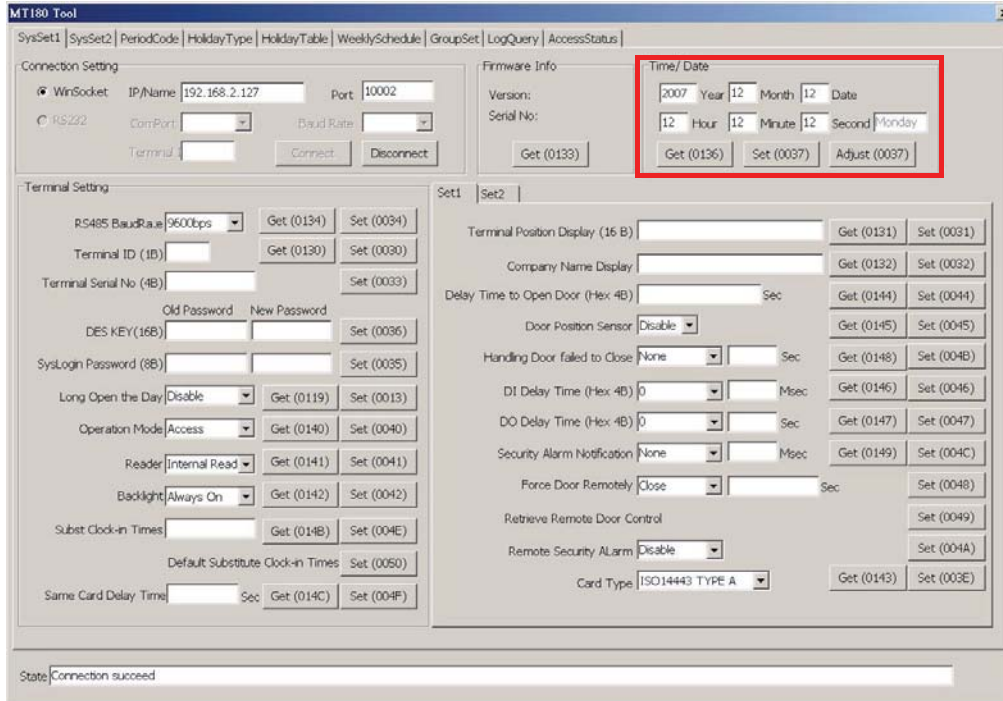 MT180 Tool
SysSet1 SysSet2 PeriodCode HolidayType HolidayTable WeeklySchedule GroupSet LogQuery AccessStatus
Connection Setting
WinSocket IP/Name 192.168.2.127 Port 10002
RS232 ComPort Baud Rate
Terminal Connect Disconnect
Firmware Info
Version:
Serial No:
Get (0133)
Time/ Date
2007 Year 12 Month 12 Date
12 Hour 12 Minute 12 Second Monday
Get (0136) Set (0037) Adjust (0037)
Terminal Setting
RS485 BaudRa.e 9600bps Get (0134) Set (0034)
Terminal ID (1B) Get (0130) Set (0030)
Terminal Serial No (4B) Set (0033)
Old Password New Password
DES KEY(16B) Set (0036)
SysLogin Password (8B) Set (0035)
Long Open the Day Disable Get (0119) Set (0013)
Operation Mode Access Get (0140) Set (0040)
Reader Internal Read Get (0141) Set (0041)
Backlight Always On Get (0142) Set (0042)
Subst Clock-in Times Get (014B) Set (004E)
Default Substitute Clock-in Times Set (0050)
Same Card Delay Time Sec Get (014C) Set (004F)
Set1 Set2
Terminal Position Display (16 B) Get (0131) Set (0031)
Company Name Display Get (0132) Set (0032)
Delay Time to Open Door (Hex 4B) Sec Get (0144) Set (0044)
Door Position Sensor Disable Get (0145) Set (0045)
Handling Door failed to Close None Sec Get (0148) Set (004B)
DI Delay Time (Hex 4B) 0 Msec Get (0146) Set (0046)
DO Delay Time (Hex 4B) 0 Sec Get (0147) Set (0047)
Security Alarm Notification None Msec Get (0149) Set (004C)
Force Door Remotely Close Sec Set (0048)
Retrieve Remote Door Control Set (0049)
Remote Security ALarm Disable Set (004A)
Card Type ISO14443 TYPE A Get (0143) Set (003E)
State Connection succeed